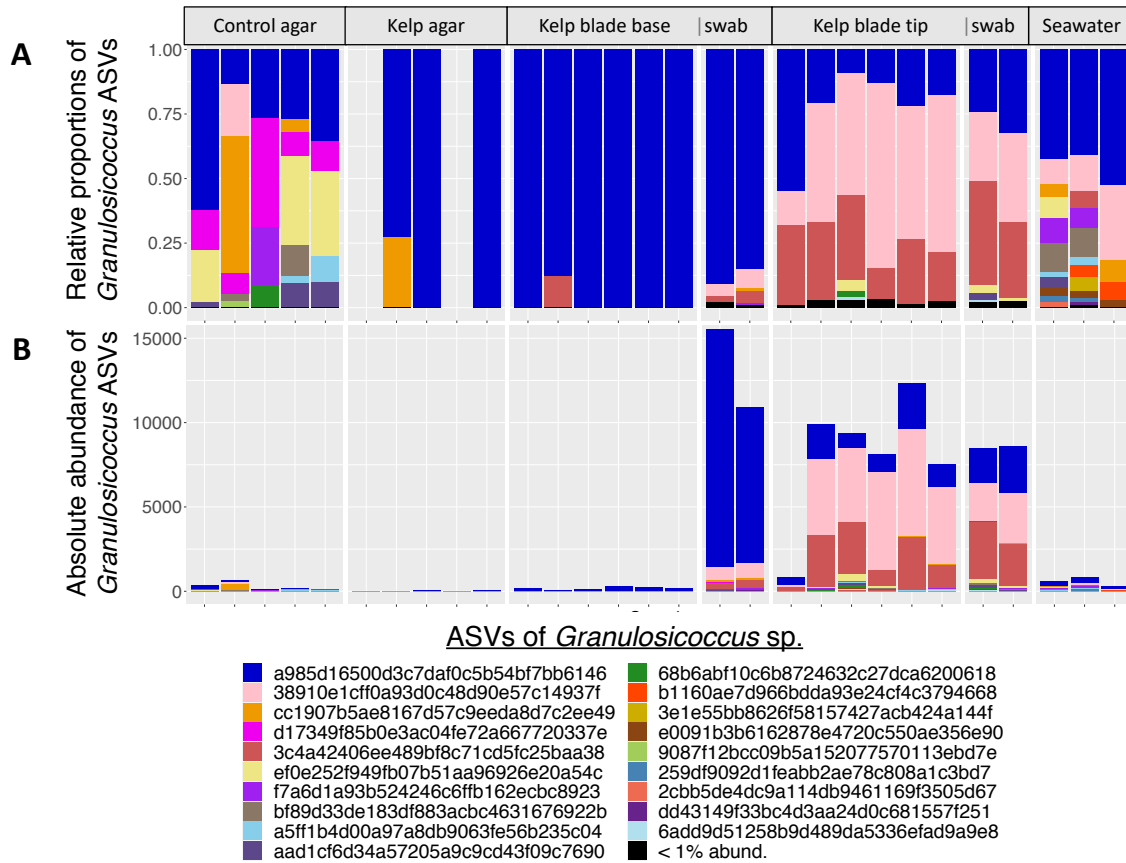 Control agar
Kelp agar
Kelp blade base
swab
Kelp blade tip
swab
Seawater
A
Relative proportions of
Granulosicoccus ASVs
1.00
0.75
0.50
0.25
0.00
B
Absolute abundance of
Granulosicoccus ASVs
15000
10000
5000
0
ASVs of Granulosicoccus sp.
a985d16500d3c7daf0c5b54bf7bb6146
38910e1cff0a93d0c48d90e57c14937f
cc1907b5ae8167d57c9eeda8d7c2ee49
d17349f85b0e3ac04fe72a667720337e
3c4a42406ee489bf8c71cd5fc25baa38
ef0e252f949fb07b51aa96926e20a54c
f7a6d1a93b524246c6ffb162ecbc8923
bf89d33de183df883acbc4631676922b
a5ff1b4d00a97a8db9063fe56b235c04
aad1cf6d34a57205a9c9cd43f09c7690
68b6abf10c6b8724632c27dca6200618
b1160ae7d966bdda93e24cf4c3794668
3e1e55bb8626f58157427acb424a144f
e0091b3b6162878e4720c550ae356e90
9087f12bcc09b5a152077570113ebd7e
259df9092d1feabb2ae78c808a1c3bd7
2cbb5de4dc9a114db9461169f3505d67
dd43149f33bc4d3aa24d0c681557f251
6add9d51258b9d489da5336efad9a9e8
< 1% abund.